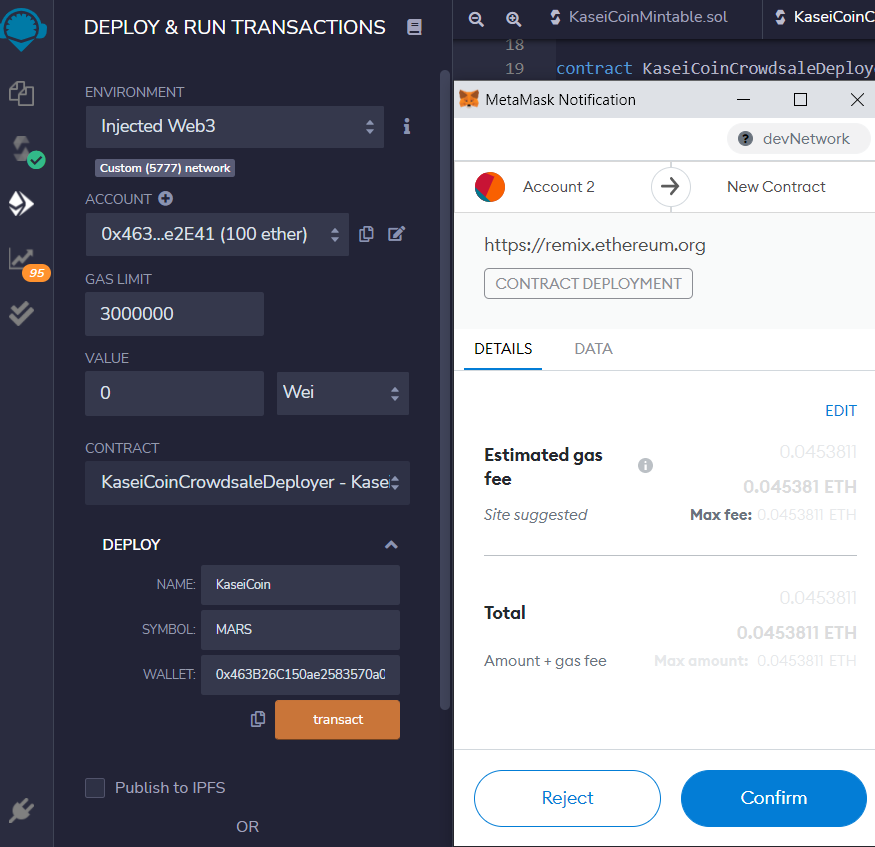 DEPLOY & RUN TRANSACTIONS
ENVIRONMENT
Injected Web3
Custom (5777) network
ACCOUNT
0x463...e2E41 (100 ether)
GAS LIMIT
3000000
VALUE
0
Wei
CONTRACT
KaseiCoinCrowdsaleDeployer - Kasei
DEPLOY
NAME:
KaseiCoin
SYMBOL:
MARS
WALLET:
0x463B26C150ae2583570a0
transact
Publish to IPFS
OR
95
KaseiCoinMintable.sol
KaseiCoinC
18
19
contract KaseiCoinCrowdsaleDeploye
MetaMask Notification
devNetwork
Account 2
New Contract
https://remix.ethereum.org
CONTRACT DEPLOYMENT
DETAILS
DATA
EDIT
Estimated gas
fee
0.0453811
0.045381 ETH
Site suggested
Max fee: 0.0453811 ETH
0.0453811
Total
0.0453811 ETH
Amount + gas fee
Max amount: 0.0453811 ETH
Reject
Confirm